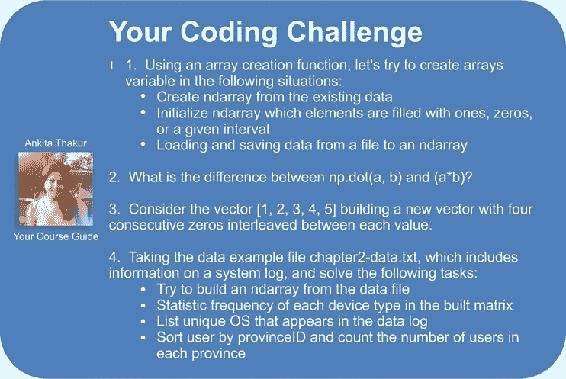 Your Coding Challenge
1. Using an array creation function, let's try to create arrays
variable in the following situations:
• Create ndarray from the existing data
• Initialize ndarray which elements are filled with ones, zeros,
or a given interval
• Loading and saving data from a file to an ndarray
Ankita Thakur
Your Course Guide
2. What is the difference between np.dot(a, b) and (a*b)?
3. Consider the vector [1, 2, 3, 4, 5] building a new vector with four
consecutive zeros interleaved between each value.
4. Taking the data example file chapter2-data.txt, which includes
information on a system log, and solve the following tasks:
• Try to build an ndarray from the data file
• Statistic frequency of each device type in the built matrix
• List unique OS that appears in the data log
• Sort user by provinceID and count the number of users in
each province